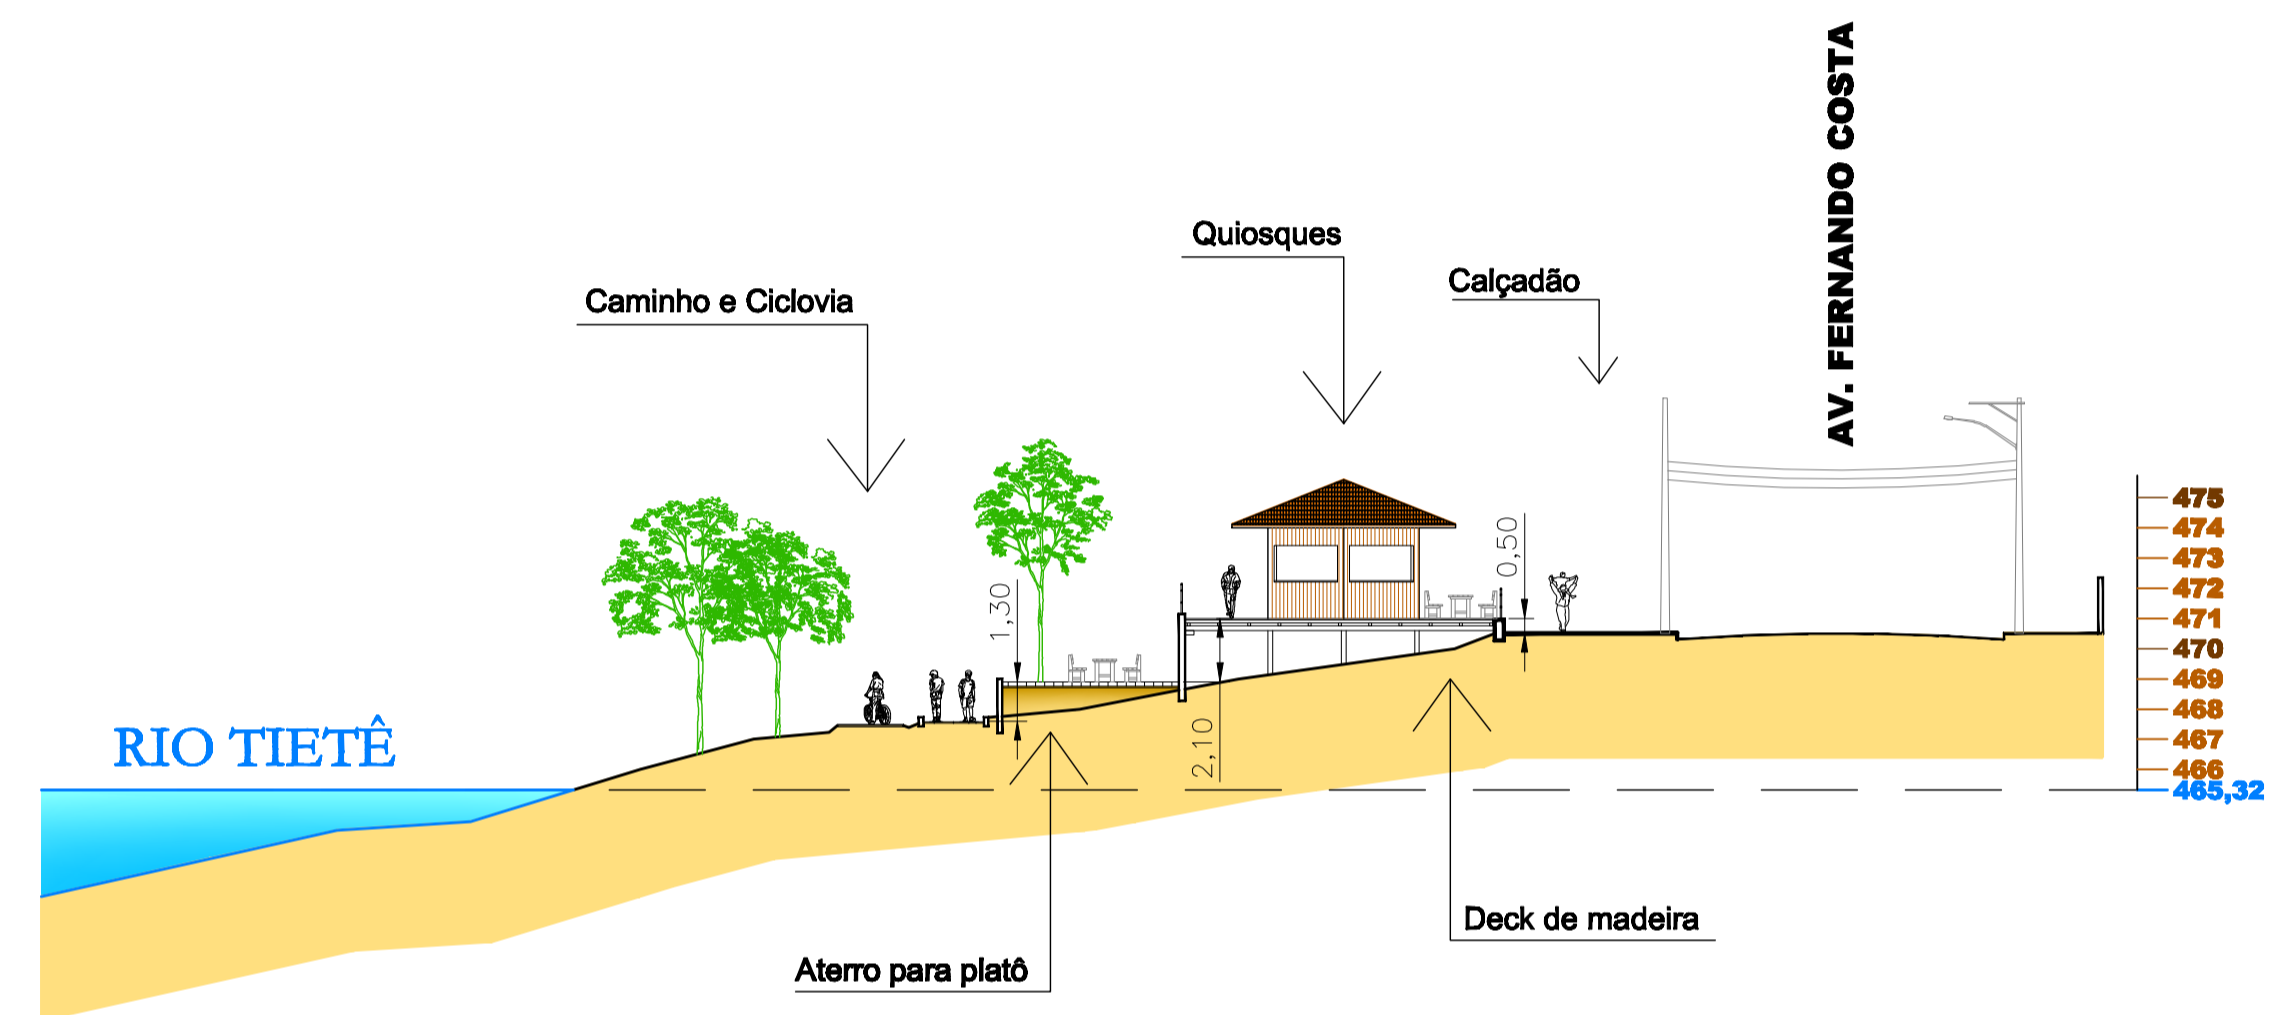 AV. FERNANDO COSTA
Quiosques
Calçadão
Caminho e Ciclovia
475
474
473
472
471
470
469
468
467
466
465,32
0,50
1,30
2,10
RIO TIETÊ
Deck de madeira
Aterro para platô